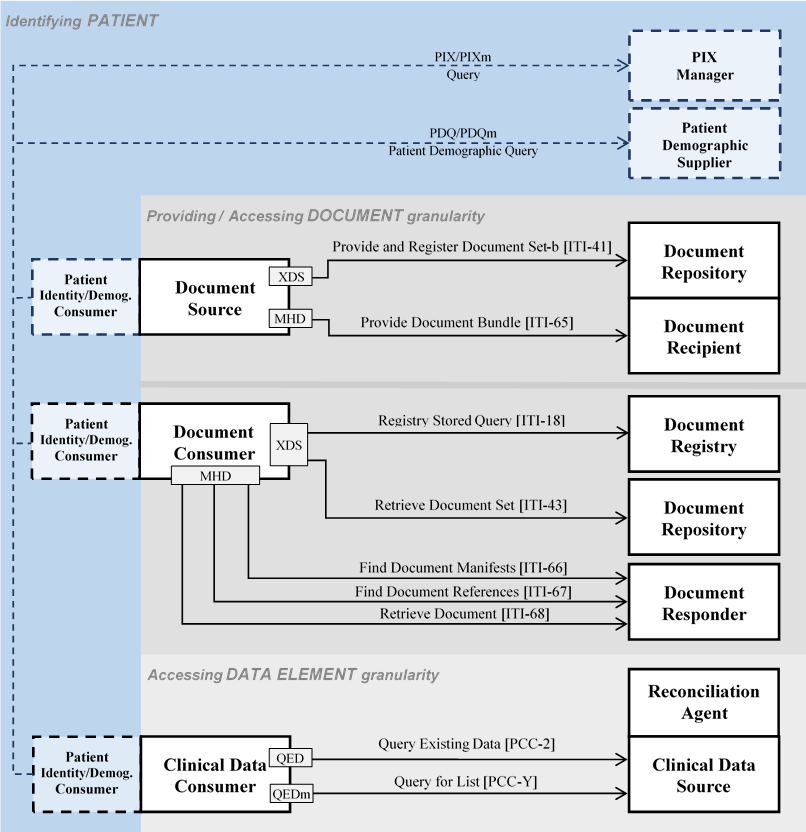 Identifying PATIENT
PIX/PIXm
Query
PIX
Manager
PDQ/PDQm
Patient Demographic Query
Patient
Demographic
Supplier
Providing / Accessing DOCUMENT granularity
Patient
Identity/Demog.
Consumer
Document
Source
XDS
MHD
Provide and Register Document Set-b [ITI-41]
Provide Document Bundle [ITI-65]
Document
Repository
Document
Recipient
Patient
Identity/Demog.
Consumer
Document
Consumer
XDS
MHD
Registry Stored Query [ITI-18]
Retrieve Document Set [ITI-43]
Find Document Manifests [ITI-66]
Find Document References [ITI-67]
Retrieve Document [ITI-68]
Document
Registry
Document
Repository
Document
Responder
Accessing DATA ELEMENT granularity
Patient
Identity/Demog.
Consumer
Clinical Data
Consumer
QED
QEDm
Query Existing Data [PCC-2]
Query for List [PCC-Y]
Reconciliation
Agent
Clinical Data
Source